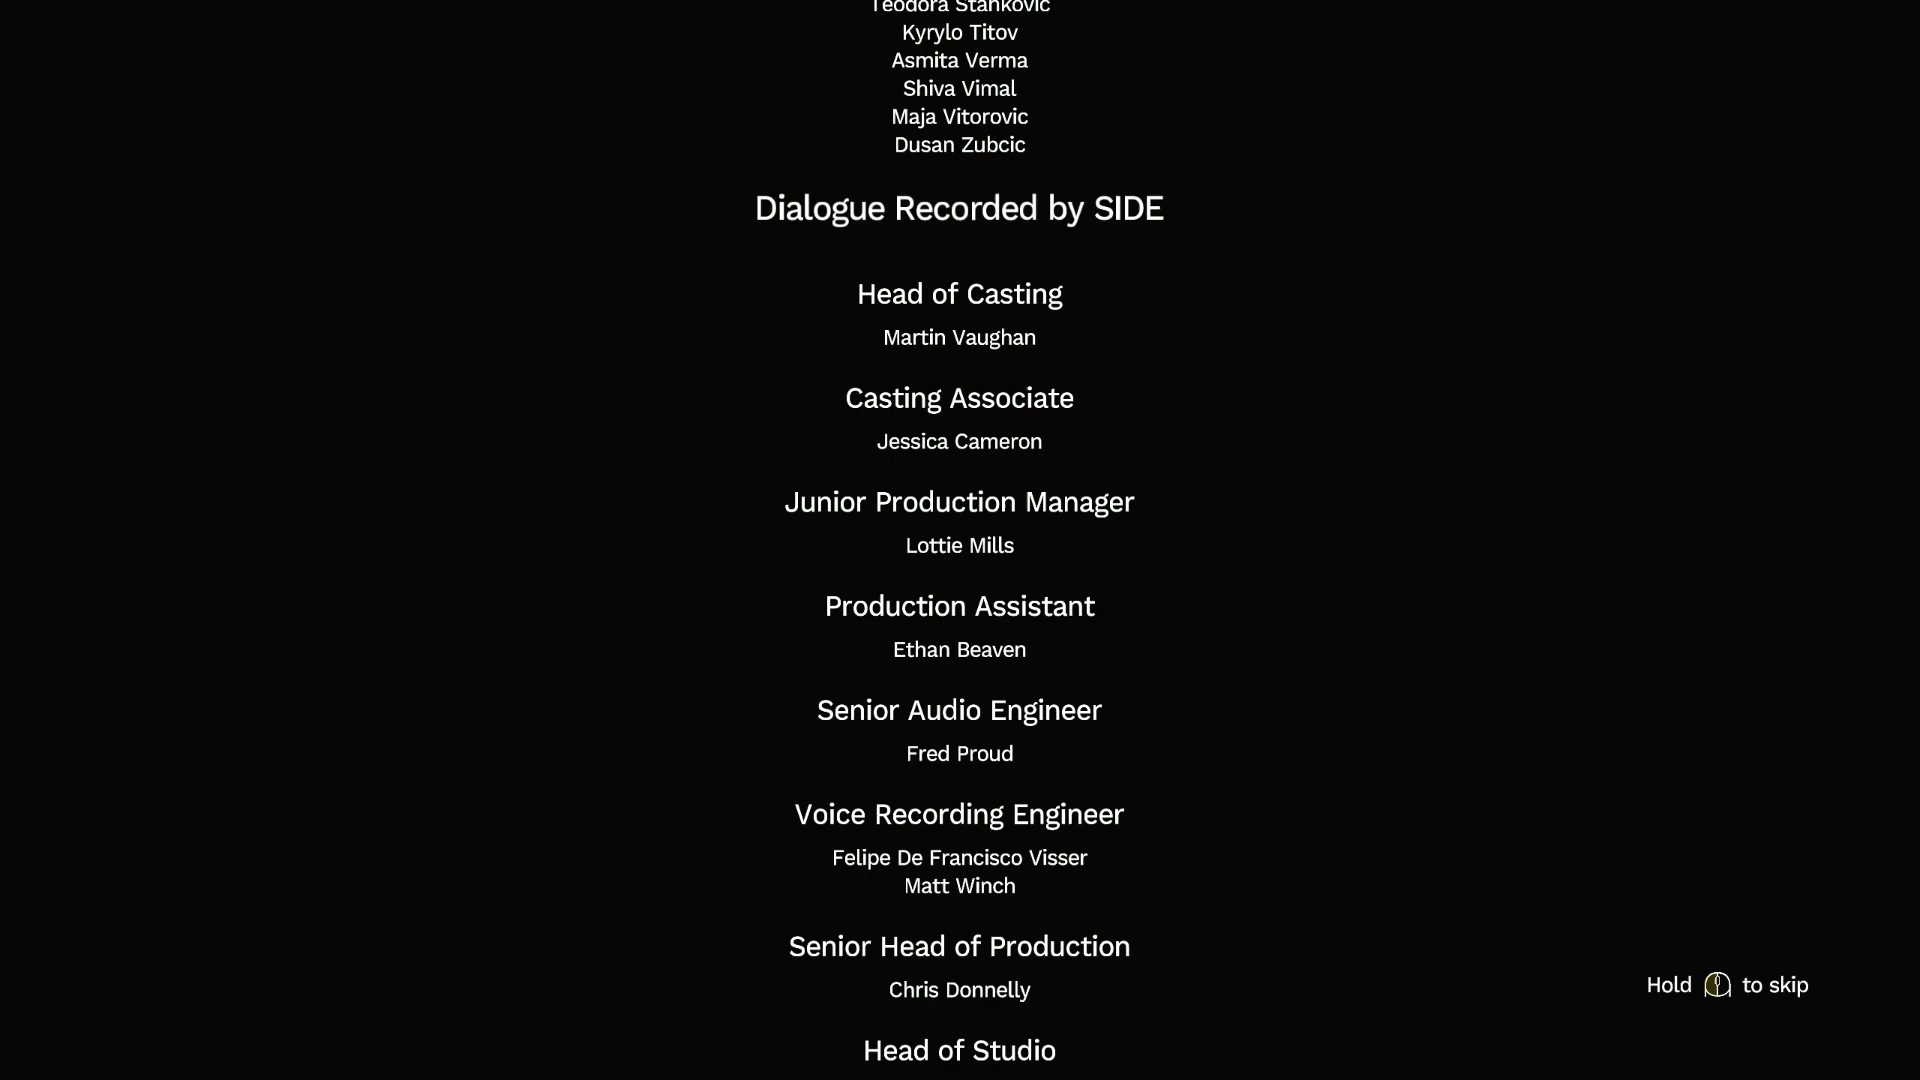 Teodora Stankovic
Kyrylo Titov
Asmita Verma
Shiva Vimal
Maja Vitorovic
Dusan Zubcic
Dialogue Recorded by SIDE
Head of Casting
Martin Vaughan
Casting Associate
Jessica Cameron
Junior Production Manager
Lottie Mills
Production Assistant
Ethan Beaven
Senior Audio Engineer
Fred Proud
Voice Recording Engineer
Felipe De Francisco Visser
Matt Winch
Senior Head of Production
Chris Donnelly
Hold to skip
Head of Studio